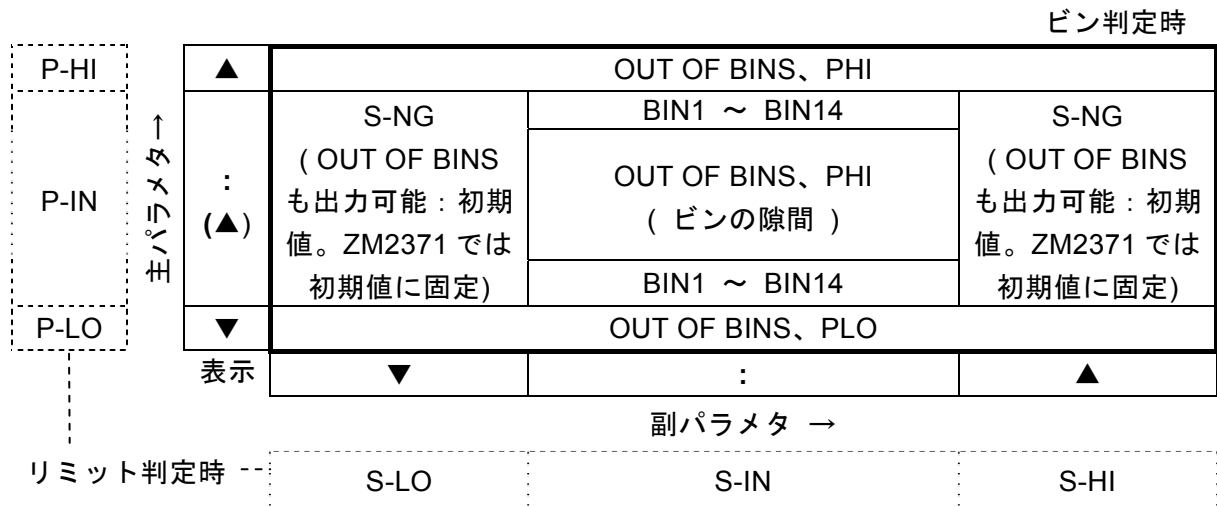 ビン判定時
P-HI ▲ OUT OF BINS、PHI
P-IN
主パラメタ→
:
(▲)
S-NG
( OUT OF BINS
も出力可能：初期
値。ZM2371 では
初期値に固定)
BIN1 ～ BIN14
OUT OF BINS、PHI
( ビンの隙間 )
BIN1 ～ BIN14
S-NG
( OUT OF BINS
も出力可能：初期
値。ZM2371 では
初期値に固定)
P-LO ▼ OUT OF BINS、PLO
表示 ▼ : ▲
副パラメタ →
リミット判定時 S-LO S-IN S-HI